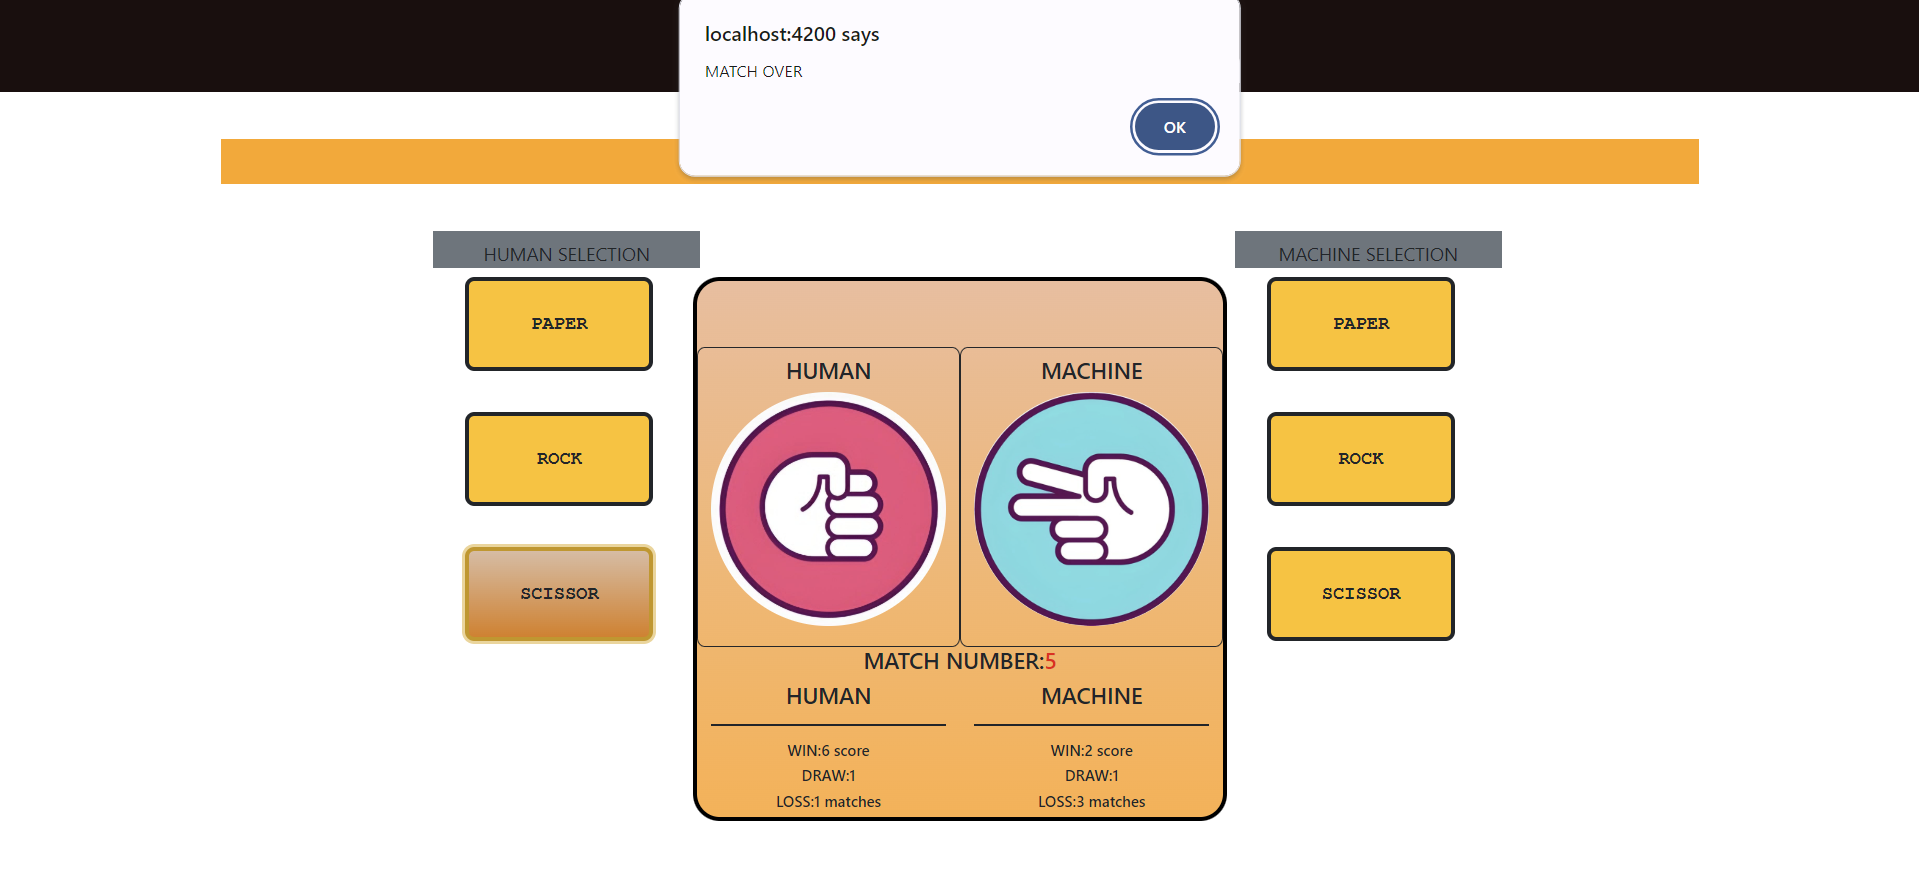 localhost:4200 says
MATCH OVER
OK
HUMAN SELECTION
MACHINE SELECTION
PAPER
ROCK
SCISSOR
HUMAN
MACHINE
MATCH NUMBER:5
HUMAN
MACHINE
WIN:6 score
WIN:2 score
DRAW:1
DRAW:1
LOSS:1 matches
LOSS:3 matches
PAPER
ROCK
SCISSOR